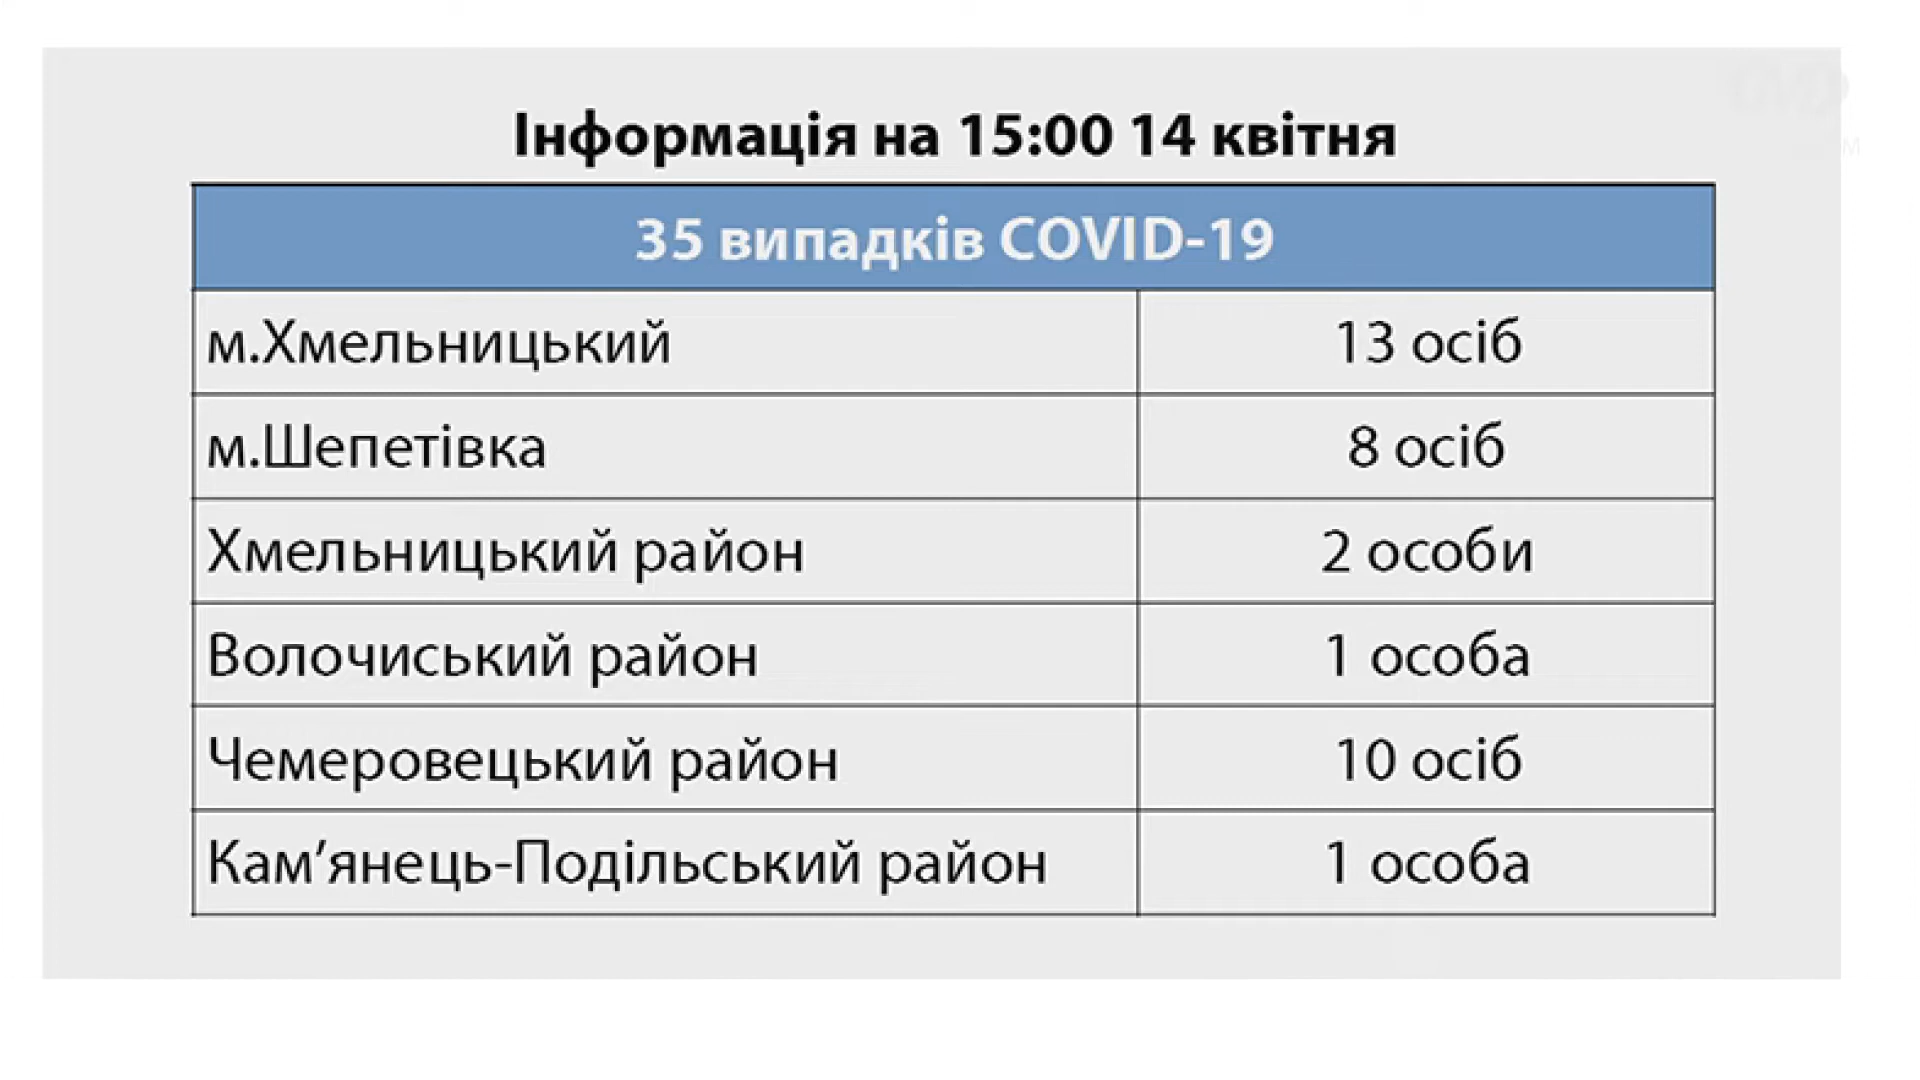 Інформація на 15:00 14 квітня
35 випадків COVID-19
м.Хмельницький 13 осіб
м.Шепетівка 8 осіб
Хмельницький район 2 особи
Волочиський район 1 особа
Чемеровецький район 10 осіб
Кам’янець-Подільський район 1 особа